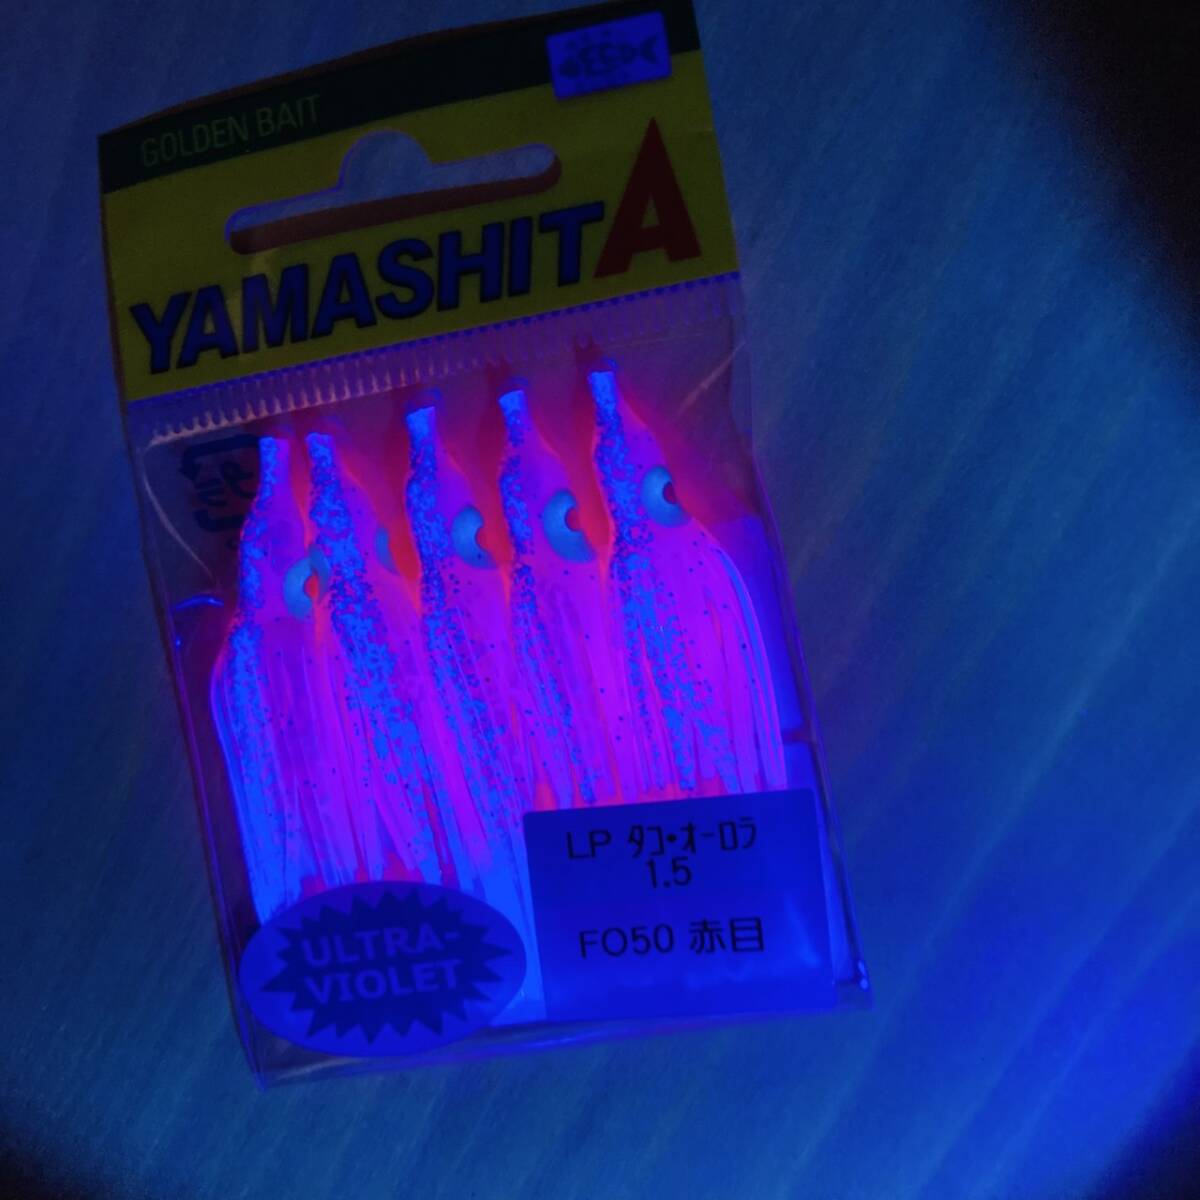 GOLDEN BAIT
YAMASHITA
LP ﾀｺ・ｵｰﾛﾗ
1.5
FO50 赤目
ULTRA-
VIOLET